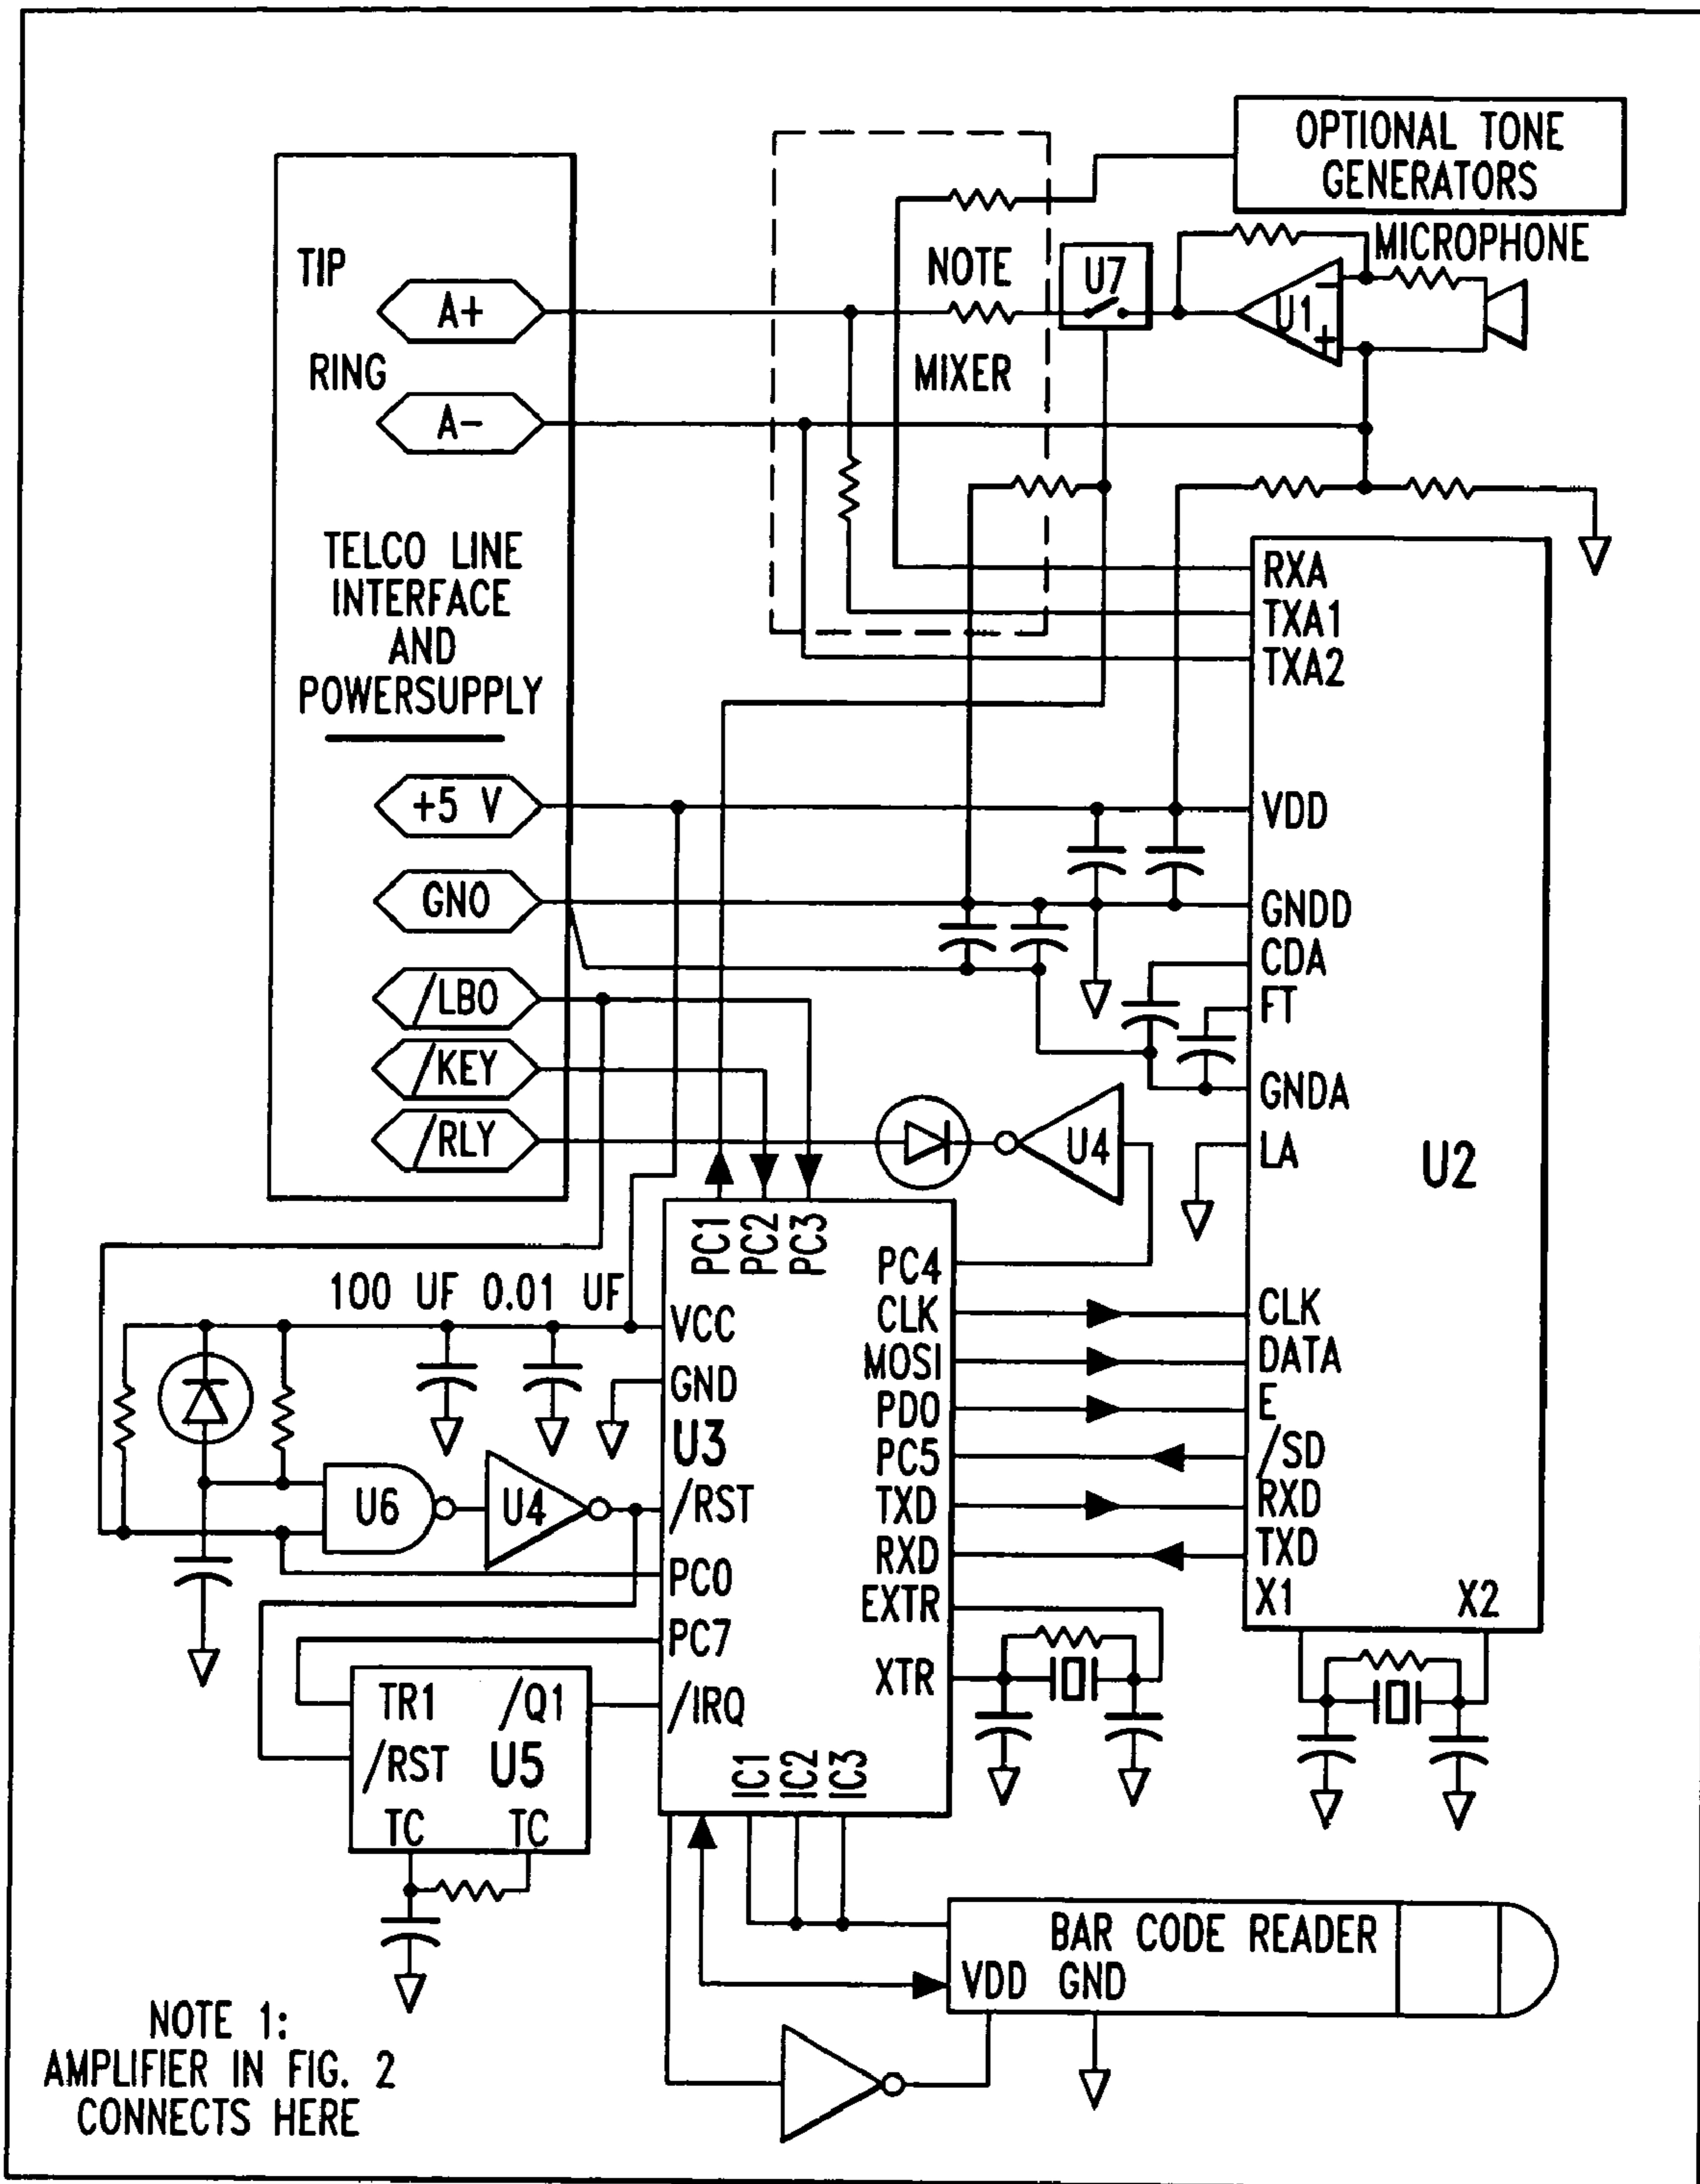 OPTIONAL TONE
GENERATORS
MICROPHONE
TIP
A+
NOTE
U7
U1
−
+
RING
A-
MIXER
TELCO LINE
INTERFACE
AND
POWERSUPPLY
+5 V
GNO
/LBO
/KEY
/RLY
RXA
TXA1
TXA2
VDD
GNDD
CDA
FT
GNDA
LA
U2
U4
PC1
PC2
PC3
PC4
CLK
MOSI
PD0
PC5
TXD
RXD
EXTR
XTR
CLK
DATA
E
/SD
RXD
TXD
X1
X2
100 UF 0.01 UF
VCC
GND
U3
/RST
PC0
PC7
/IRQ
IC1
IC2
IC3
U6
U4
TR1
/Q1
/RST
U5
TC
TC
BAR CODE READER
VDD GND
NOTE 1:
AMPLIFIER IN FIG. 2
CONNECTS HERE